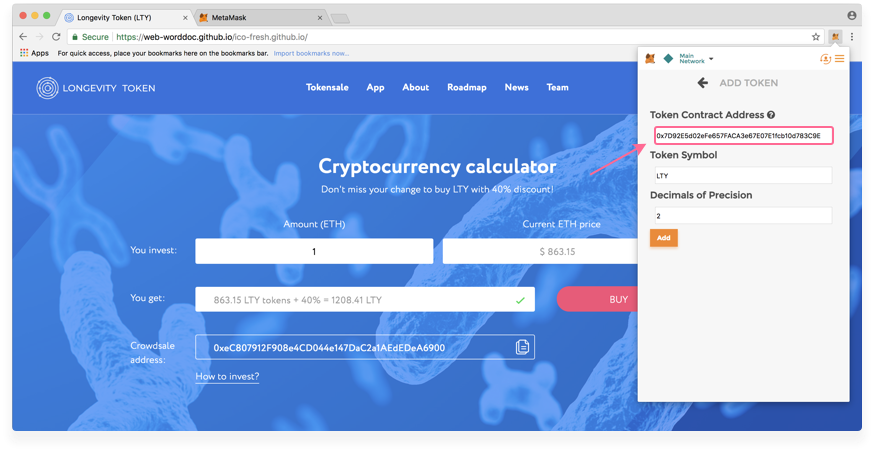 Longevity Token (LTY)
MetaMask
Secure
https://web-worddoc.github.io/ico-fresh.github.io/
Apps
For quick access, place your bookmarks here on the bookmarks bar. Import bookmarks now...
LONGEVITY TOKEN
Tokensale
App
About
Roadmap
News
Team
Cryptocurrency calculator
Don't miss your change to buy LTY with 40% discount!
Amount (ETH)
Current ETH price
You invest:
1
$ 863.15
You get:
863.15 LTY tokens + 40% = 1208.41 LTY
BUY
Crowdsale
address:
0xeC807912F908e4CD044e147DaC2a1AEdEDeA6900
How to invest?
Main
Network
ADD TOKEN
Token Contract Address
0x7D92E5d02eFe657FACA3e67E07E1fcb10d783C9E
Token Symbol
LTY
Decimals of Precision
2
Add